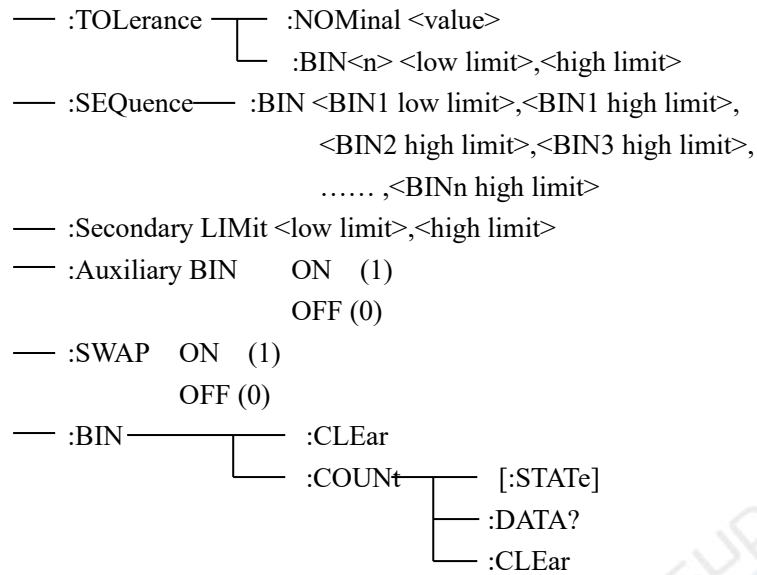 :TOLerance :NOMinal <value>
:BIN<n> <low limit>,<high limit>
:SEQuence :BIN <BIN1 low limit>,<BIN1 high limit>,
<BIN2 high limit>,<BIN3 high limit>,
…… ,<BINn high limit>
:Secondary LIMit <low limit>,<high limit>
:Auxiliary BIN ON (1)
OFF (0)
:SWAP ON (1)
OFF (0)
:BIN :CLEar
:COUNt [:STATe]
:DATA?
:CLEar